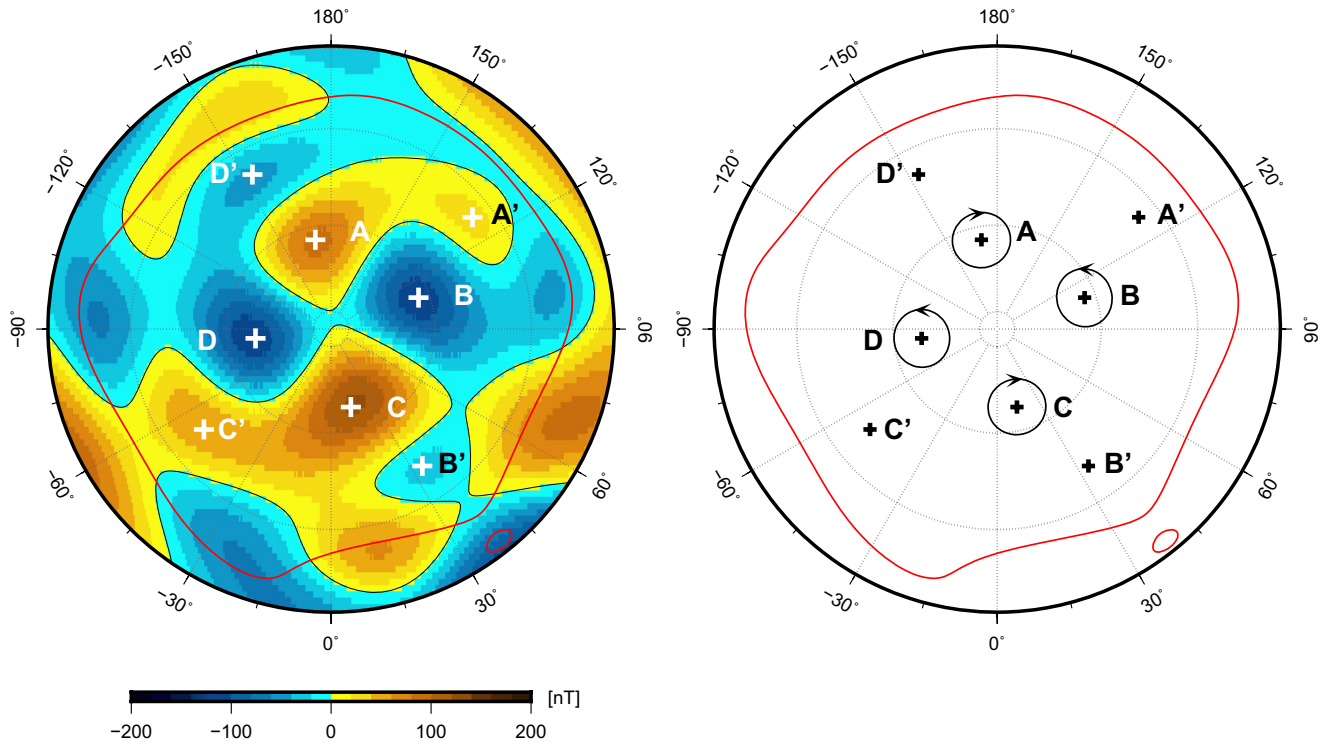 180˚ 180˚
−150˚ 150˚ −150˚ 150˚
−120˚ 120˚ −120˚ 120˚
D’ A’ D’ A’
A A
B B
−90˚ 90˚ −90˚ 90˚
D D
C C
C’ B’ C’ B’
−60˚ 60˚ −60˚ 60˚
−30˚ 30˚ −30˚ 30˚
0˚ 0˚
[nT]
−200 −100 0 100 200